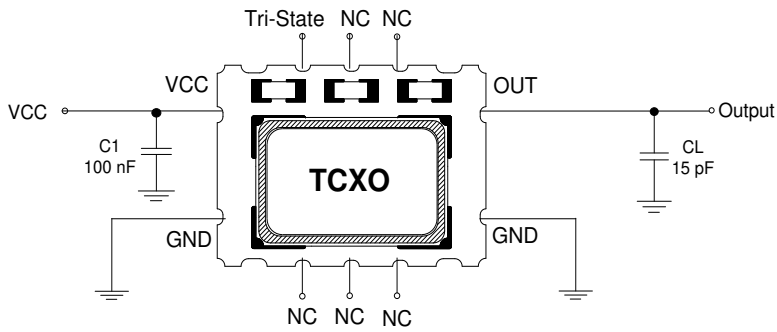 Tri-State NC NC
VCC OUT
VCC Output
C1
100 nF
CL
15 pF
TCXO
GND GND
NC NC NC